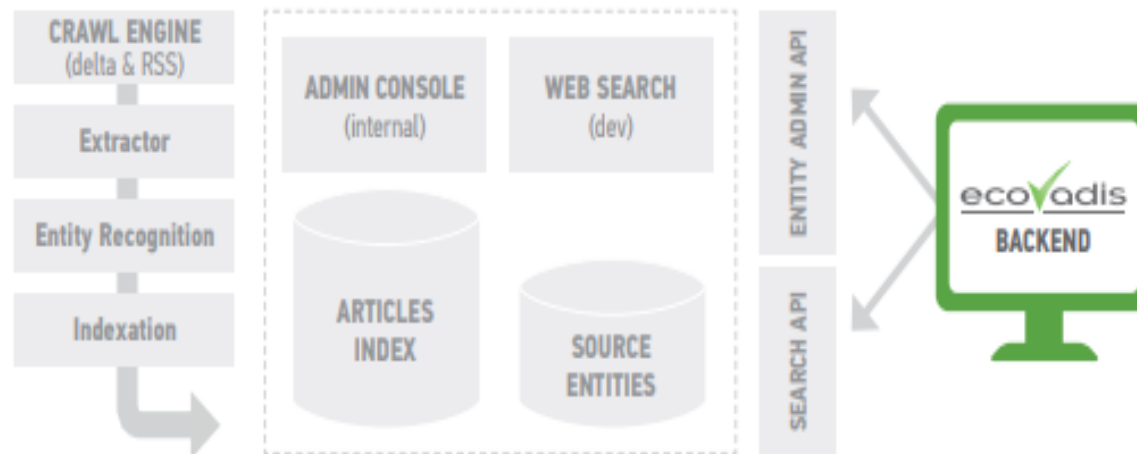 CRAWL ENGINE
(delta & RSS)
Extractor
Entity Recognition
Indexation
ADMIN CONSOLE
(internal)
WEB SEARCH
(dev)
ARTICLES
INDEX
SOURCE
ENTITIES
ENTITY ADMIN API
SEARCH API
ecovadis
BACKEND